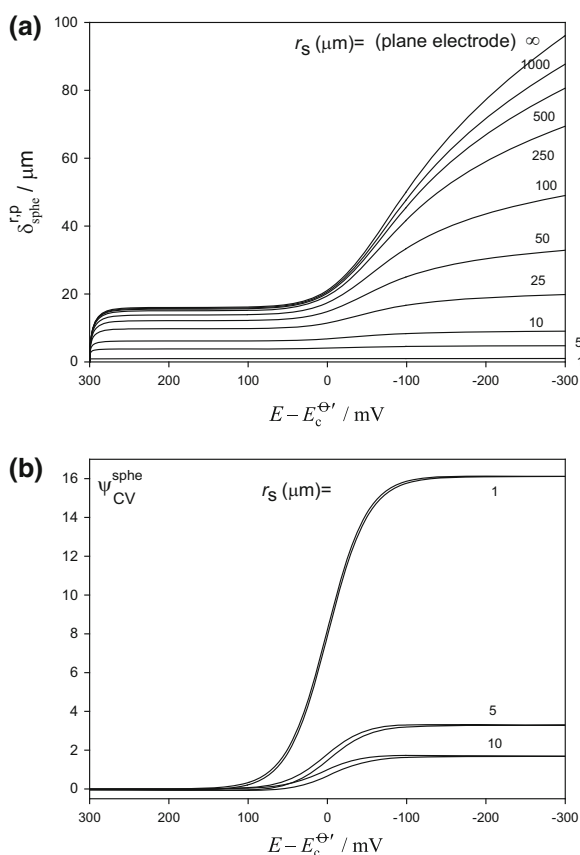 (a)
r_s (μm)= (plane electrode) ∞
1000
500
250
100
50
25
10
5
1
100
80
60
40
20
0
δ^{r,p}_{sphe} / μm
300 200 100 0 -100 -200 -300
E – E_c^{⊖′} / mV
(b)
Ψ^{sphe}_{CV}
r_s (μm)=
1
5
10
16
14
12
10
8
6
4
2
0
300 200 100 0 -100 -200 -300
E – E_c^{⊖′} / mV